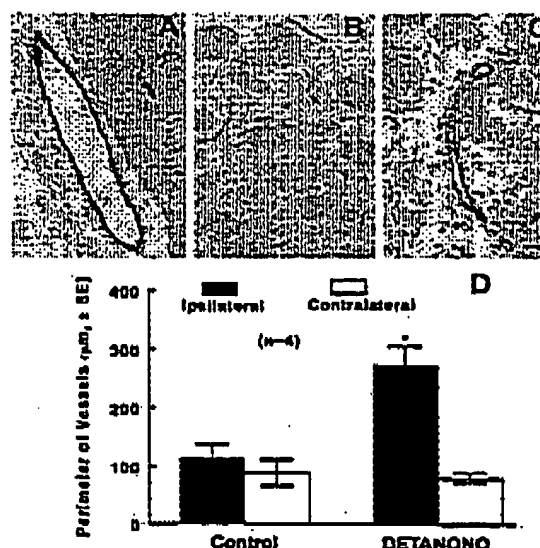 A B C
D
400
Ipsilateral Contralateral
(n=4)
*
300
200
100
0
Perimeter of Vessels (μm, ± SE)
Control DETANONO